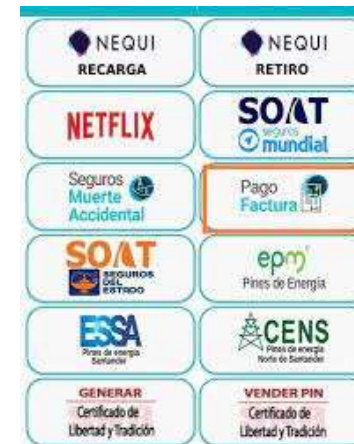 NEQUI
RECARGA
NEQUI
RETIRO
NETFLIX
SOAT
seguros
mundial
Seguros
Muerte
Accidental
Pago
Factura
SOAT
SEGUROS
DEL
ESTADO
epm
Pines de Energía
ESSA
Pines de energía
Santander
CENS
Pines de energía
Norte de Santander
GENERAR
Certificado de
Libertad y Tradición
VENDER PIN
Certificado de
Libertad y Tradición